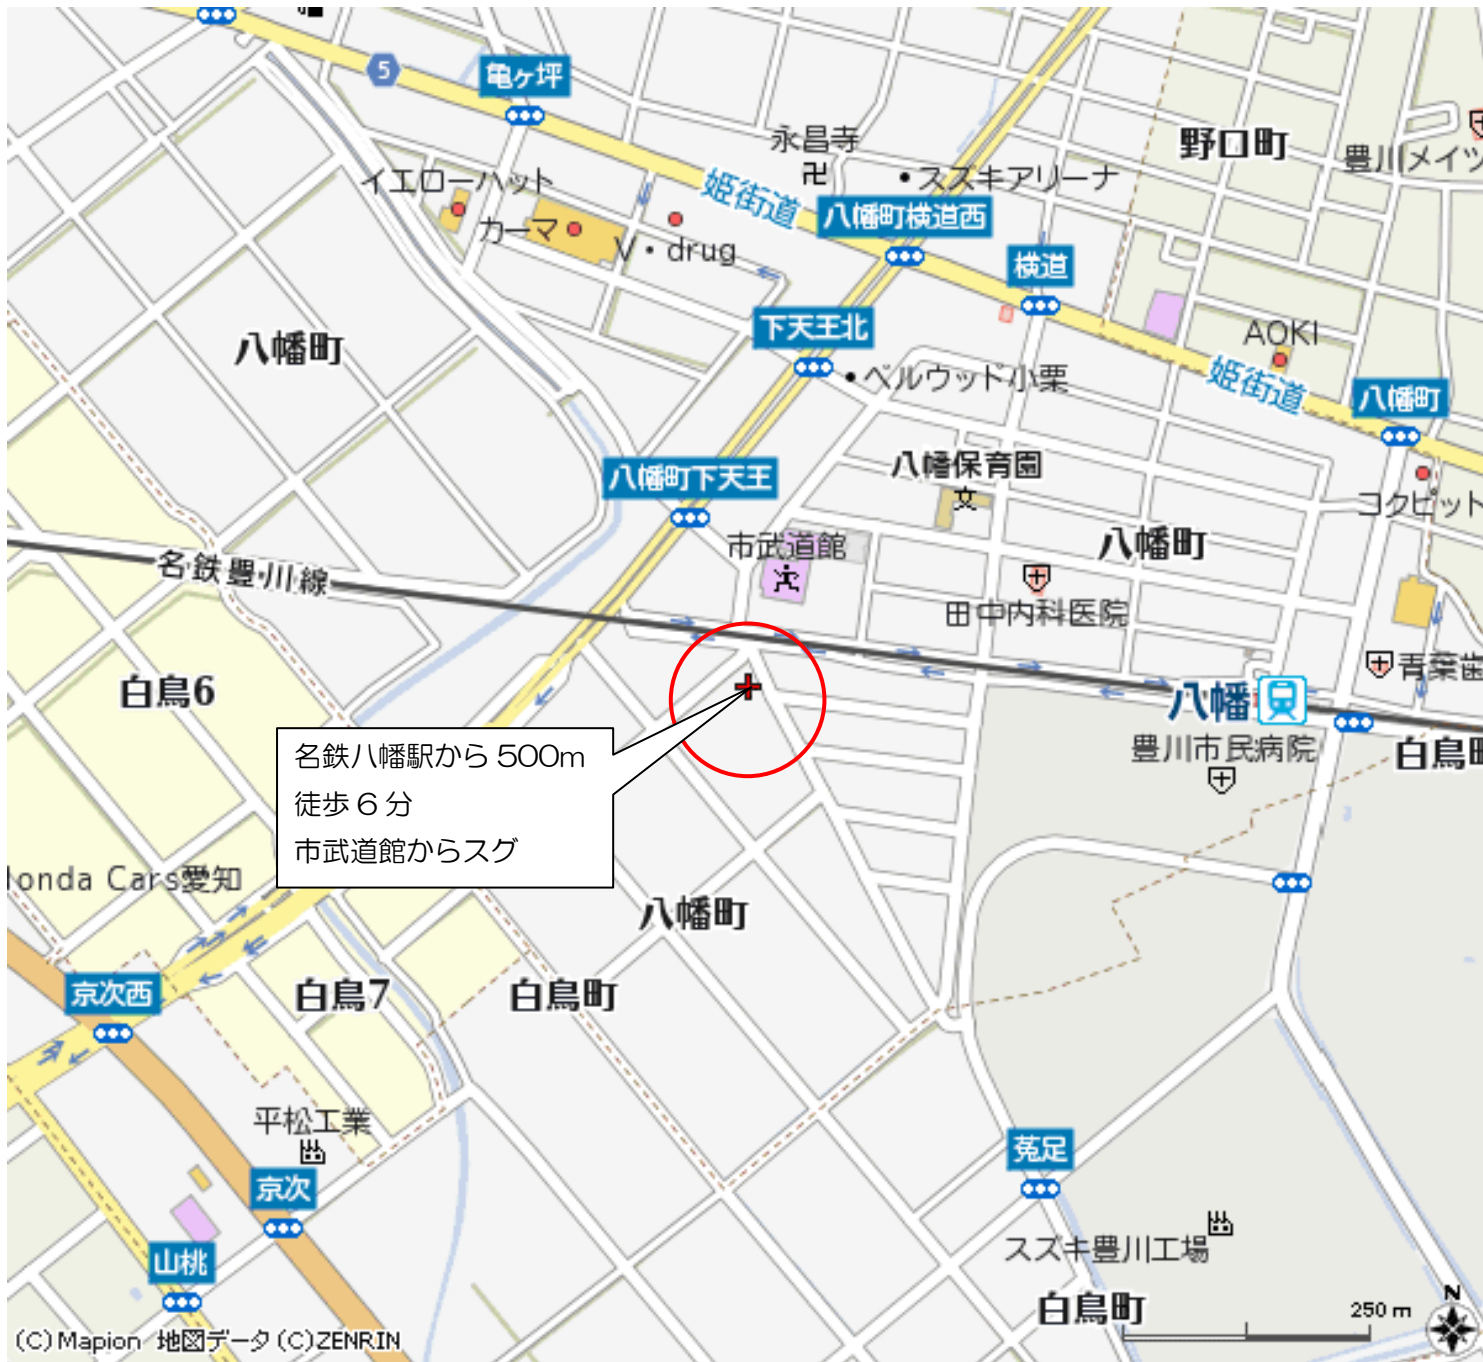 5
亀ヶ坪
永昌寺
野口町
豊川メイツ
イエローハット
スズキアリーナ
姫街道
八幡町横道西
カーマ
V・drug
横道
下天王北
AOKI
八幡町
ベルウッド小栗
姫街道
八幡町
八幡町下天王
八幡保育園
コクピット
市武道館
八幡町
名鉄豊川線
田中内科医院
青葉歯
白鳥6
八幡
名鉄八幡駅から500m
徒歩6分
市武道館からスグ
豊川市民病院
白鳥町
onda Cars愛知
八幡町
京次西
白鳥7
白鳥町
平松工業
菟足
京次
スズキ豊川工場
山桃
白鳥町
250 m
N
(C)Mapion 地図データ(C)ZENRIN